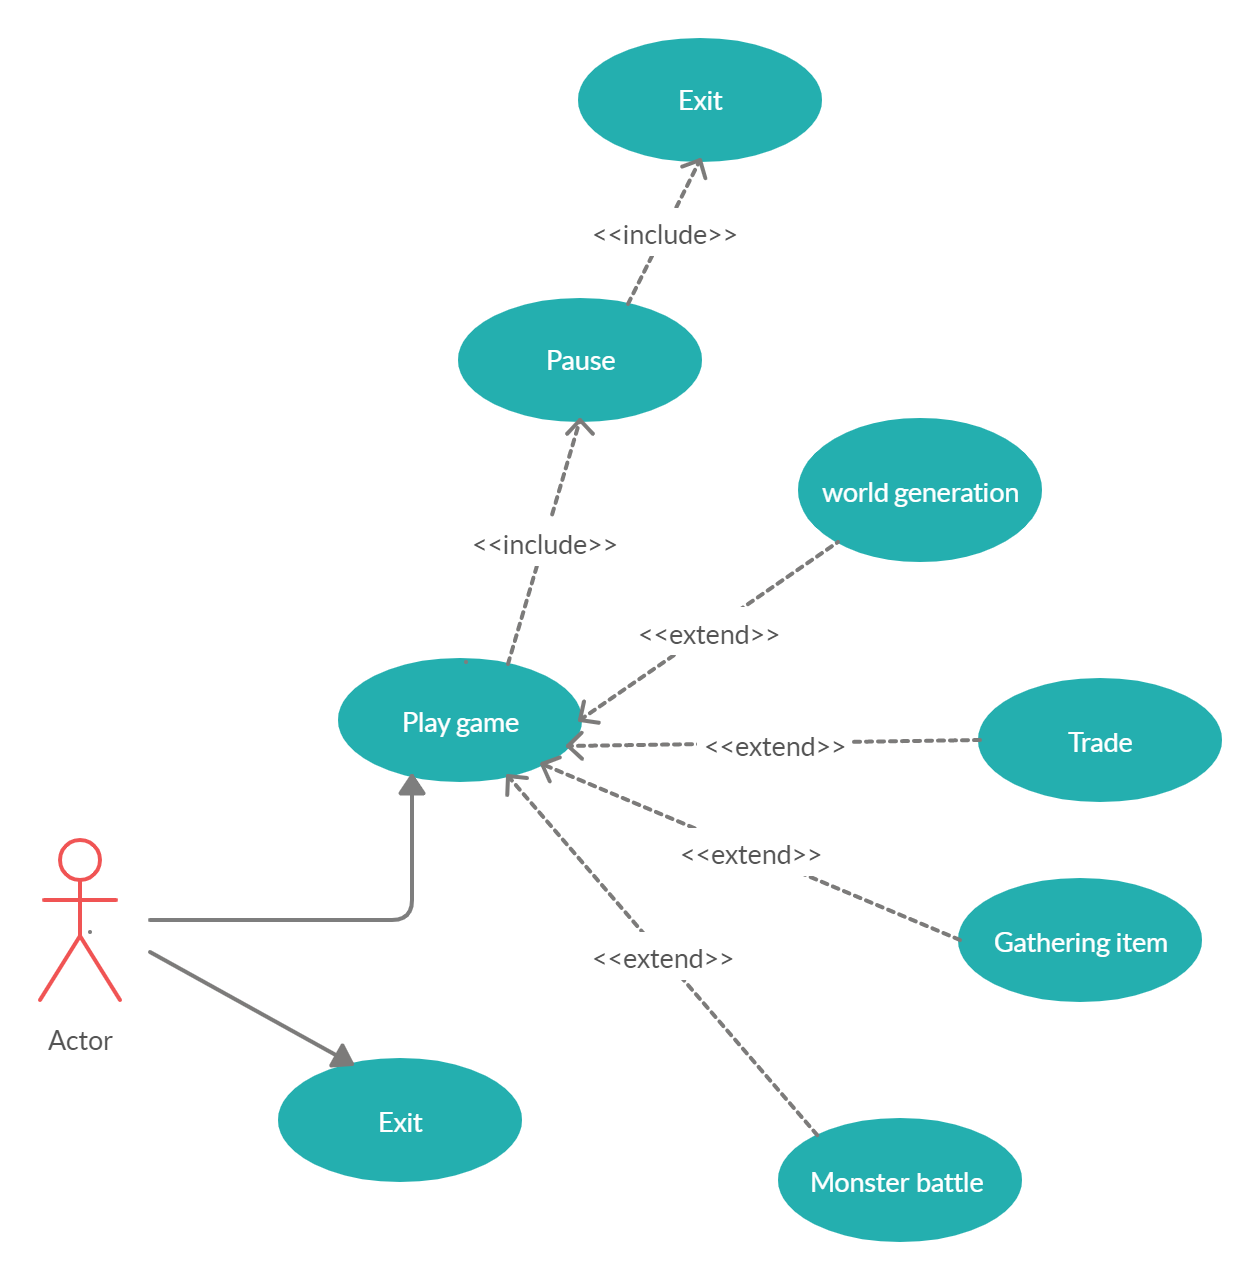 Exit
<<include>>
Pause
world generation
<<include>>
<<extend>>
Play game
Trade
<<extend>>
<<extend>>
Gathering item
<<extend>>
Actor
Exit
Monster battle